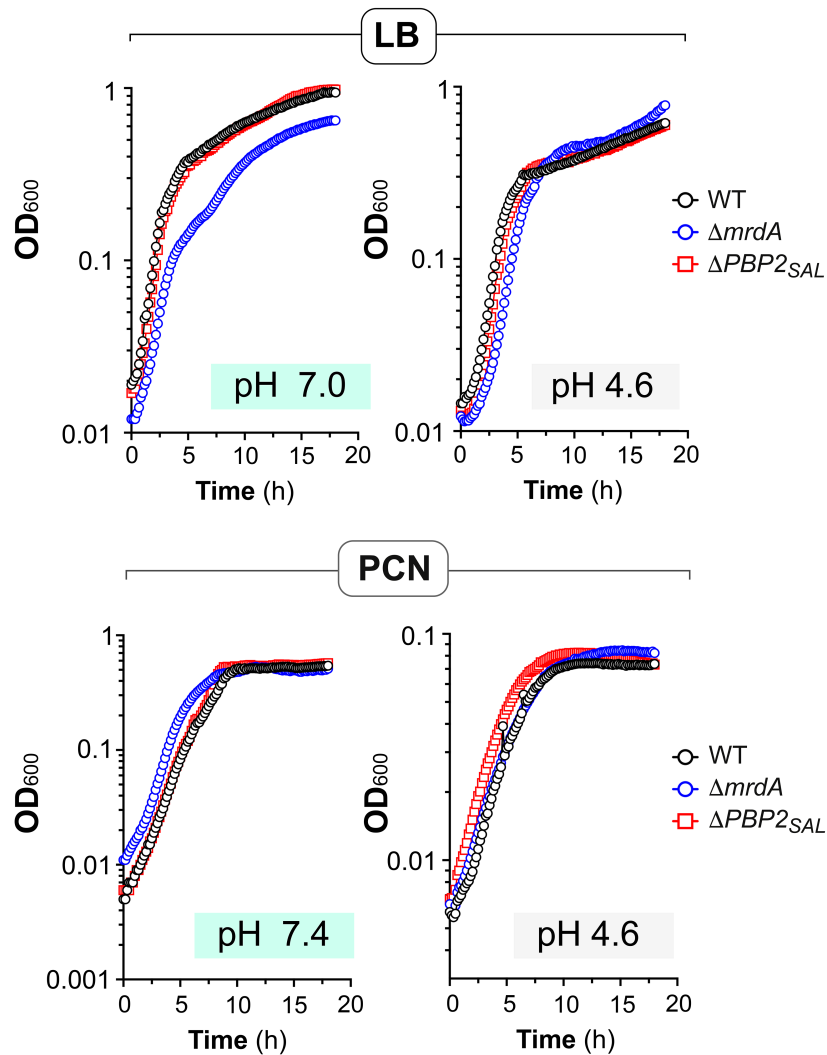 LB
1
0.1
0.01
OD600
0 5 10 15 20
Time (h)
pH 7.0
1
0.1
0.01
OD600
0 5 10 15 20
Time (h)
pH 4.6
WT
ΔmrdA
ΔPBP2SAL
PCN
1
0.1
0.01
0.001
OD600
0 5 10 15 20
Time (h)
pH 7.4
0.1
0.01
OD600
0 5 10 15 20
Time (h)
pH 4.6
WT
ΔmrdA
ΔPBP2SAL